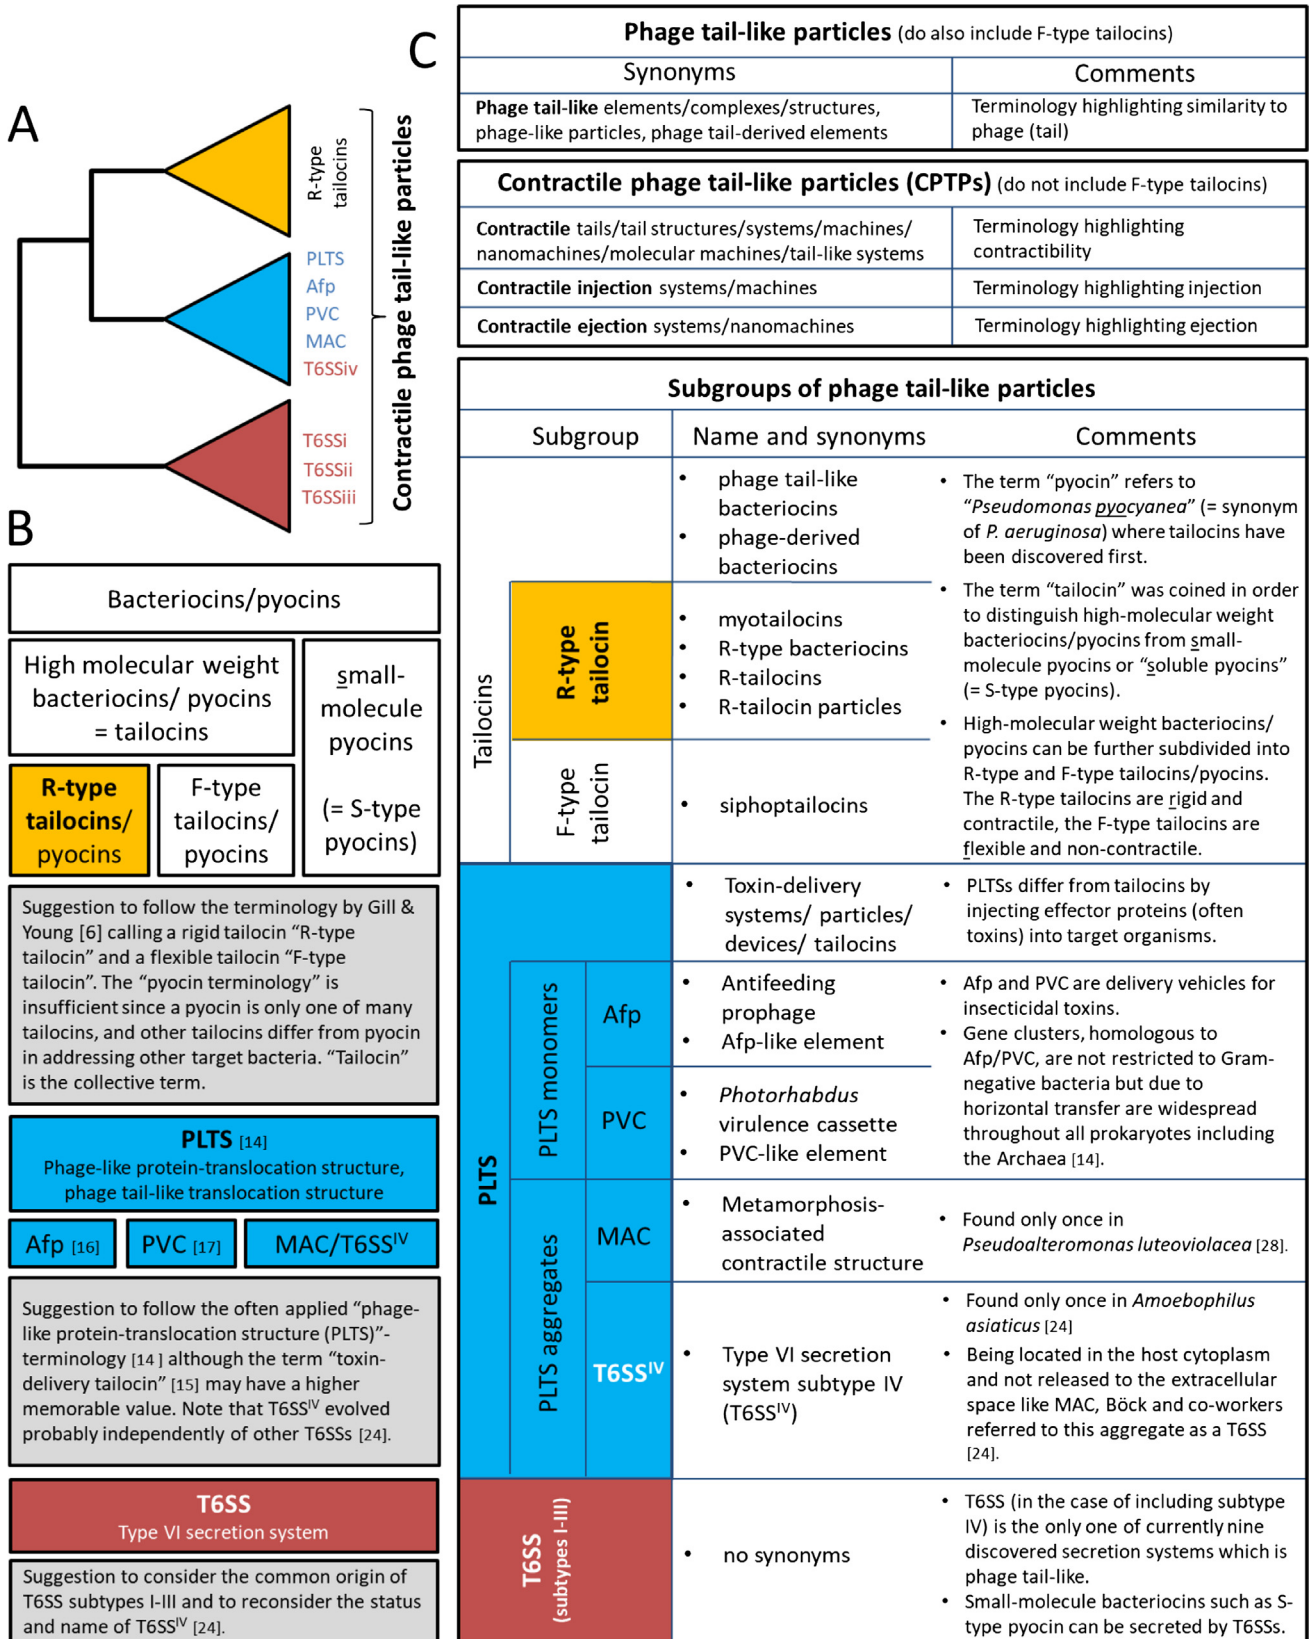 A
R-type
tailocins
PLTS
Afp
PVC
MAC
T6SSiv
T6SSi
T6SSii
T6SSiii
Contractile phage tail-like particles
B
Bacteriocins/pyocins
High molecular weight
bacteriocins/ pyocins
= tailocins
small-
molecule
pyocins
(= S-type
pyocins)
R-type
tailocins/
pyocins
F-type
tailocins/
pyocins
Suggestion to follow the terminology by Gill &
Young [6] calling a rigid tailocin “R-type
tailocin” and a flexible tailocin “F-type
tailocin”. The “pyocin terminology” is
insufficient since a pyocin is only one of many
tailocins, and other tailocins differ from pyocin
in addressing other target bacteria. “Tailocin”
is the collective term.
PLTS [14]
Phage-like protein-translocation structure,
phage tail-like translocation structure
Afp [16]
PVC [17]
MAC/T6SSIV
Suggestion to follow the often applied “phage-
like protein-translocation structure (PLTS)”-
terminology [14 ] although the term “toxin-
delivery tailocin” [15] may have a higher
memorable value. Note that T6SSIV evolved
probably independently of other T6SSs [24].
T6SS
Type VI secretion system
Suggestion to consider the common origin of
T6SS subtypes I-III and to reconsider the status
and name of T6SSIV [24].
C
Phage tail-like particles (do also include F-type tailocins)
Synonyms
Comments
Phage tail-like elements/complexes/structures,
phage-like particles, phage tail-derived elements
Terminology highlighting similarity to
phage (tail)
Contractile phage tail-like particles (CPTPs) (do not include F-type tailocins)
Contractile tails/tail structures/systems/machines/
nanomachines/molecular machines/tail-like systems
Terminology highlighting
contractibility
Contractile injection systems/machines
Terminology highlighting injection
Contractile ejection systems/nanomachines
Terminology highlighting ejection
Subgroups of phage tail-like particles
Subgroup
Name and synonyms
Comments
Tailocins
• phage tail-like
bacteriocins
• phage-derived
bacteriocins
R-type
tailocin
• myotailocins
• R-type bacteriocins
• R-tailocins
• R-tailocin particles
F-type
tailocin
• siphoptailocins
• The term “pyocin” refers to
“Pseudomonas pyocyanea” (= synonym
of P. aeruginosa) where tailocins have
been discovered first.
• The term “tailocin” was coined in order
to distinguish high-molecular weight
bacteriocins/pyocins from small-
molecule pyocins or “soluble pyocins”
(= S-type pyocins).
• High-molecular weight bacteriocins/
pyocins can be further subdivided into
R-type and F-type tailocins/pyocins.
The R-type tailocins are rigid and
contractile, the F-type tailocins are
flexible and non-contractile.
PLTS
• Toxin-delivery
systems/ particles/
devices/ tailocins
• PLTSs differ from tailocins by
injecting effector proteins (often
toxins) into target organisms.
PLTS monomers
Afp
• Antifeeding
prophage
• Afp-like element
PVC
• Photorhabdus
virulence cassette
• PVC-like element
• Afp and PVC are delivery vehicles for
insecticidal toxins.
• Gene clusters, homologous to
Afp/PVC, are not restricted to Gram-
negative bacteria but due to
horizontal transfer are widespread
throughout all prokaryotes including
the Archaea [14].
PLTS aggregates
MAC
• Metamorphosis-
associated
contractile structure
• Found only once in
Pseudoalteromonas luteoviolacea [28].
T6SSIV
• Type VI secretion
system subtype IV
(T6SSIV)
• Found only once in Amoebophilus
asiaticus [24]
• Being located in the host cytoplasm
and not released to the extracellular
space like MAC, Böck and co-workers
referred to this aggregate as a T6SS
[24].
T6SS
(subtypes I-III)
• no synonyms
• T6SS (in the case of including subtype
IV) is the only one of currently nine
discovered secretion systems which is
phage tail-like.
• Small-molecule bacteriocins such as S-
type pyocin can be secreted by T6SSs.